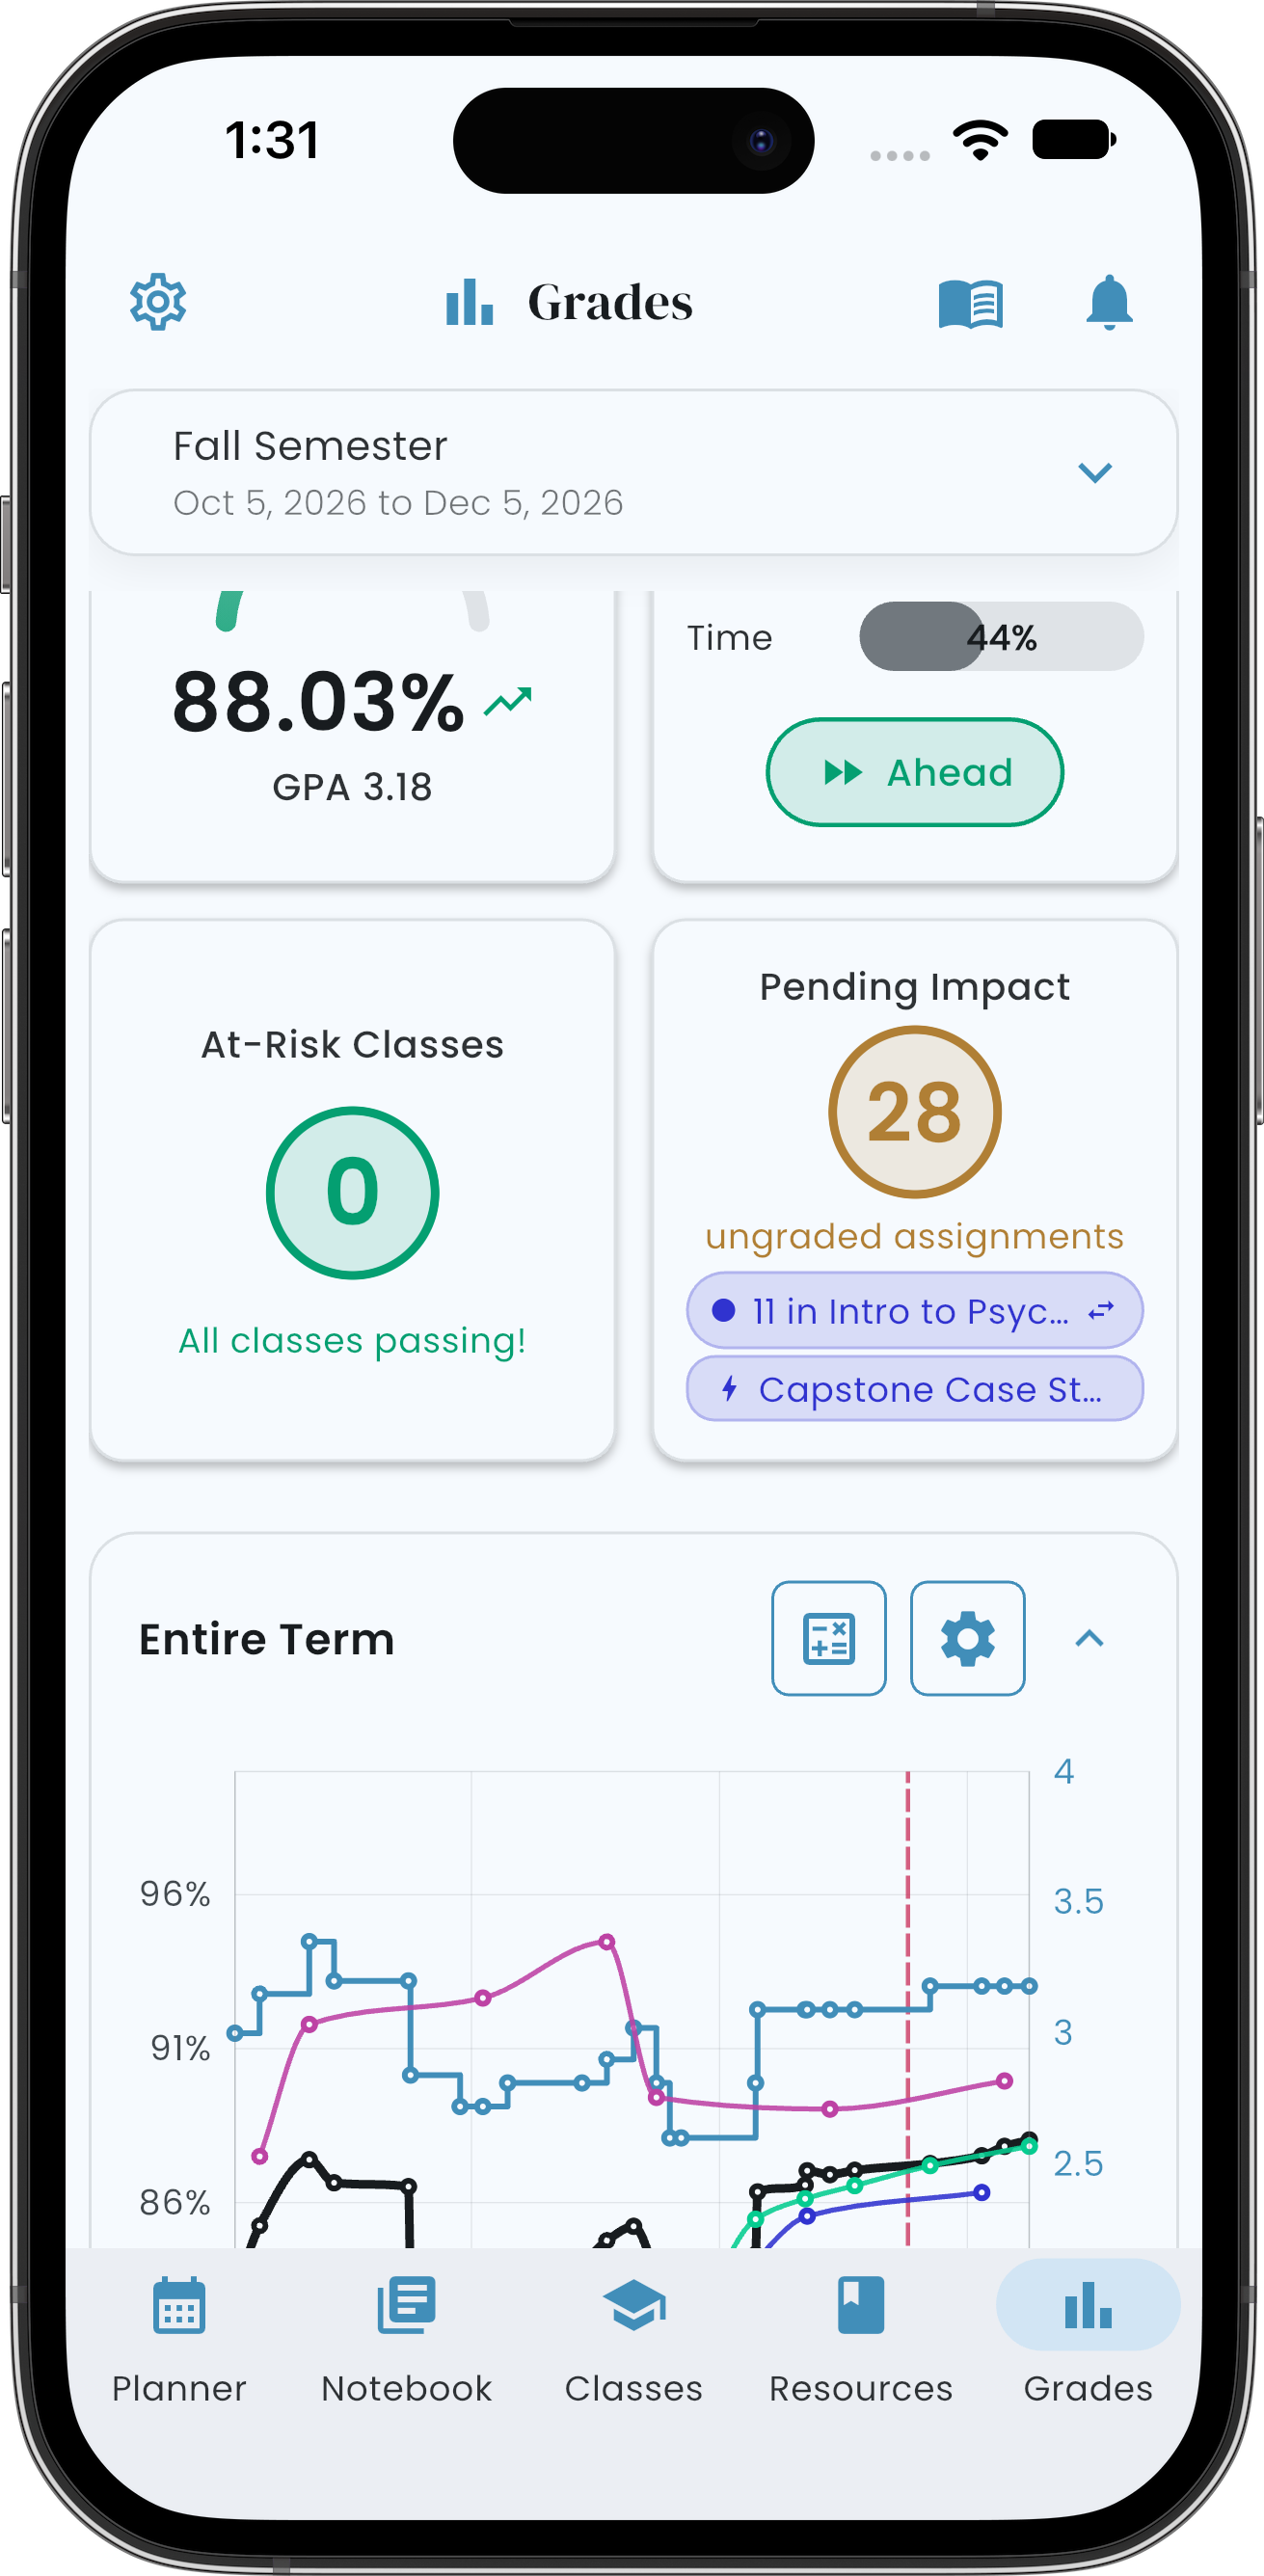 1:31
Grades
Fall Semester
Oct 5, 2026 to Dec 5, 2026
88.03%
GPA 3.18
Time
44%
Ahead
At-Risk Classes
0
All classes passing!
Pending Impact
28
ungraded assignments
11 in Intro to Psyc...
Capstone Case St...
Entire Term
4
96%
3.5
91%
3
86%
2.5
Planner
Notebook
Classes
Resources
Grades